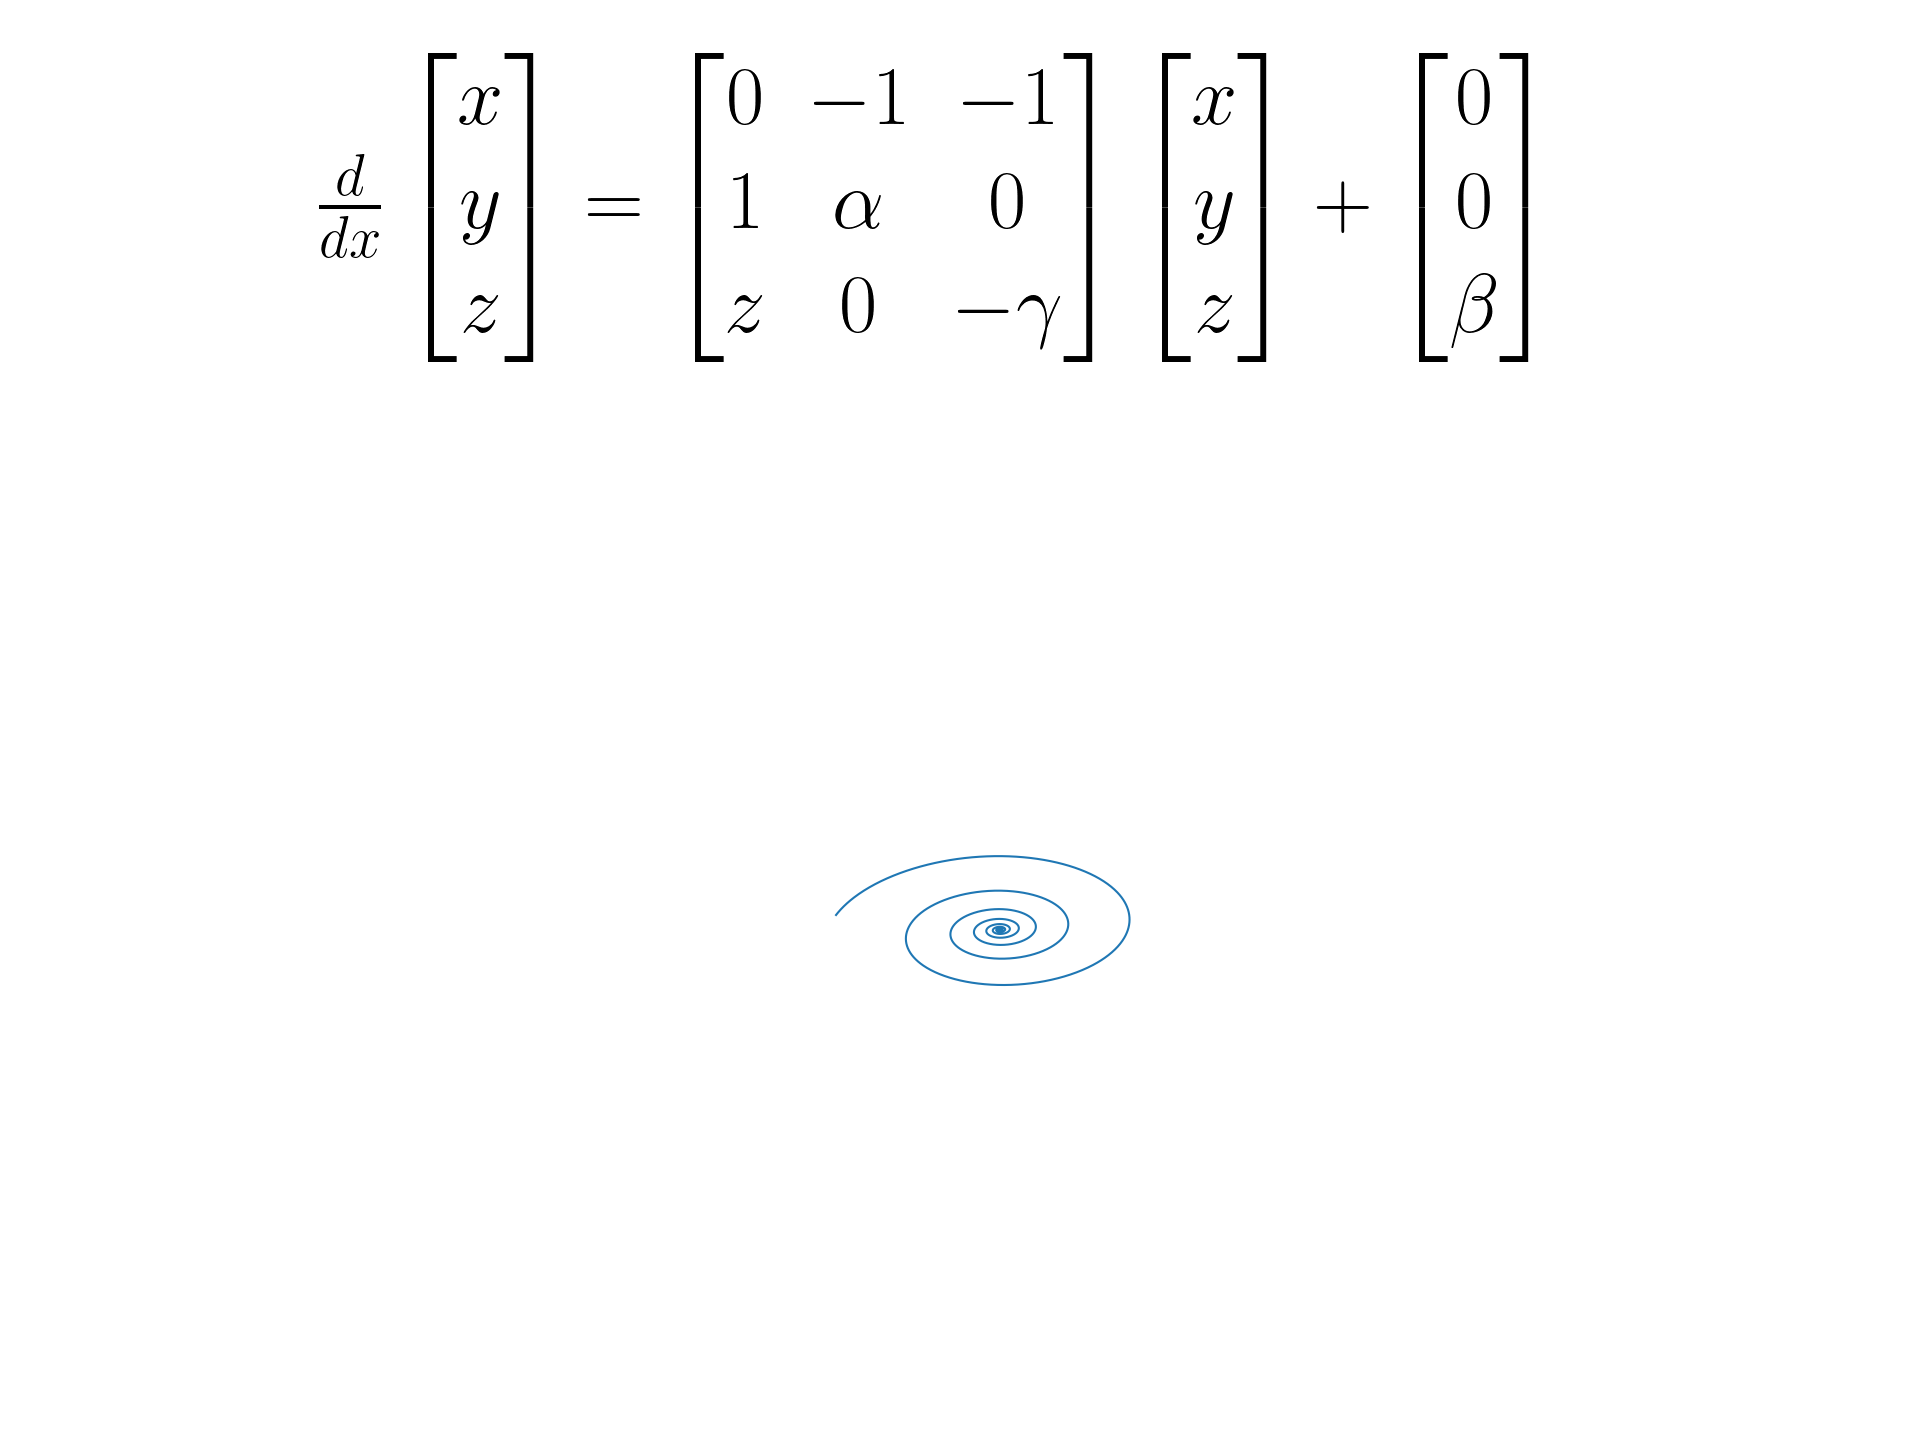 $\frac{d}{dx} \begin{bmatrix} x \\ y \\ z \end{bmatrix} = \begin{bmatrix} 0 & -1 & -1 \\ 1 & \alpha & 0 \\ z & 0 & -\gamma \end{bmatrix} \begin{bmatrix} x \\ y \\ z \end{bmatrix} + \begin{bmatrix} 0 \\ 0 \\ \beta \end{bmatrix}$